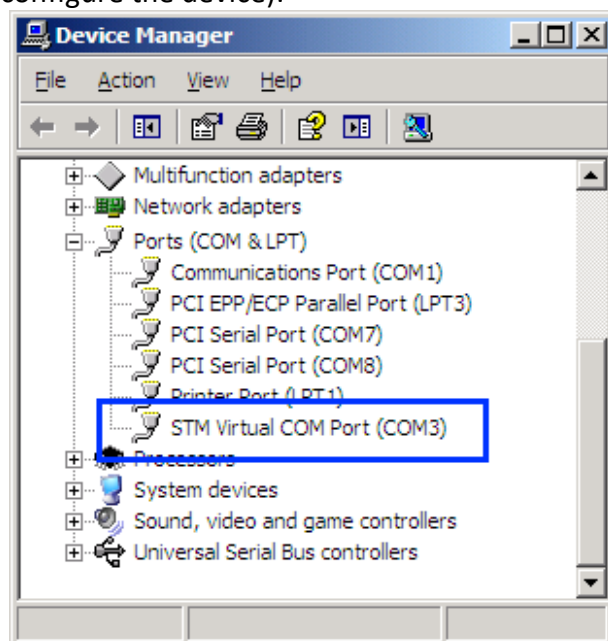 configure the device).
Device Manager
File Action View Help
Multifunction adapters
Network adapters
Ports (COM & LPT)
Communications Port (COM1)
PCI EPP/ECP Parallel Port (LPT3)
PCI Serial Port (COM7)
PCI Serial Port (COM8)
Printer Port (LPT1)
STM Virtual COM Port (COM3)
Processors
System devices
Sound, video and game controllers
Universal Serial Bus controllers